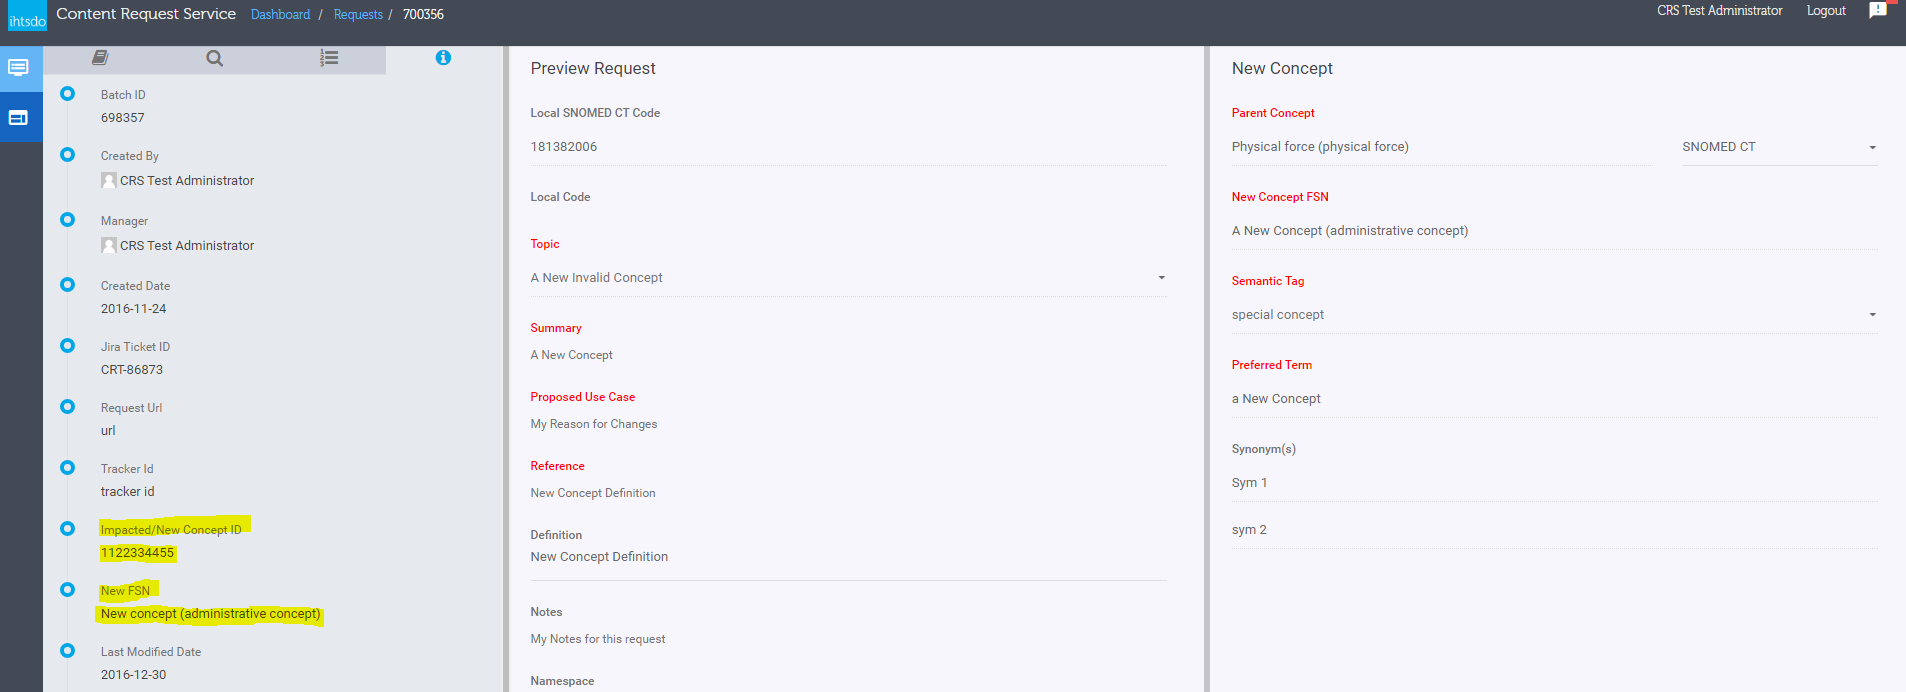 ihtsdo
Content Request Service
Dashboard / Requests / 700356
CRS Test Administrator
Logout
Batch ID
698357
Created By
CRS Test Administrator
Manager
CRS Test Administrator
Created Date
2016-11-24
Jira Ticket ID
CRT-86873
Request Url
url
Tracker Id
tracker id
Impacted/New Concept ID
1122334455
New FSN
New concept (administrative concept)
Last Modified Date
2016-12-30
Preview Request
Local SNOMED CT Code
181382006
Local Code
Topic
A New Invalid Concept
Summary
A New Concept
Proposed Use Case
My Reason for Changes
Reference
New Concept Definition
Definition
New Concept Definition
Notes
My Notes for this request
Namespace
New Concept
Parent Concept
Physical force (physical force)
SNOMED CT
New Concept FSN
A New Concept (administrative concept)
Semantic Tag
special concept
Preferred Term
a New Concept
Synonym(s)
Sym 1
sym 2